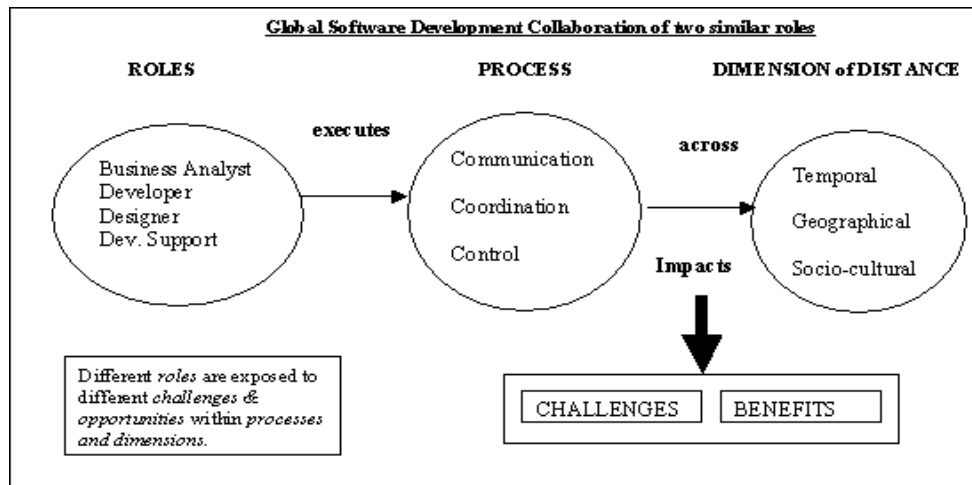 Global Software Development Collaboration of two similar roles
ROLES
PROCESS
DIMENSION of DISTANCE
executes
across
Business Analyst
Developer
Designer
Dev. Support
Communication
Coordination
Control
Temporal
Geographical
Socio-cultural
Impacts
Different roles are exposed to
different challenges &
opportunities within processes
and dimensions.
CHALLENGES
BENEFITS